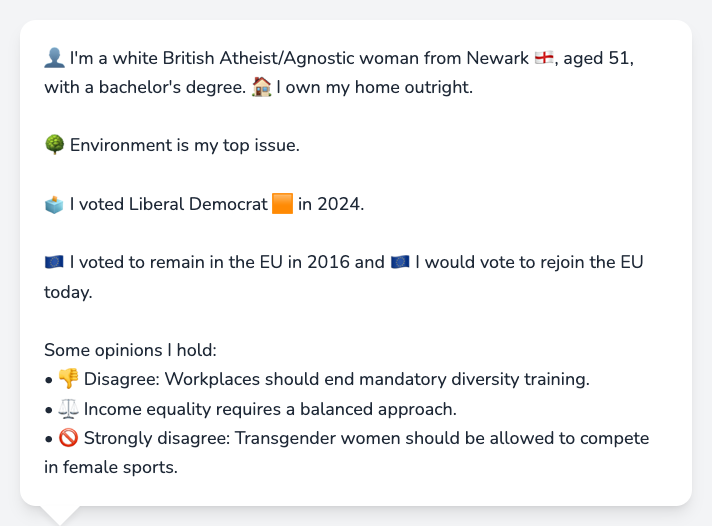 👤 I'm a white British Atheist/Agnostic woman from Newark 🏴󠁧󠁢󠁥󠁮󠁧󠁿, aged 51,
with a bachelor's degree. 🏠 I own my home outright.
🌳 Environment is my top issue.
🗳️ I voted Liberal Democrat 🟧 in 2024.
🇪🇺 I voted to remain in the EU in 2016 and 🇪🇺 I would vote to rejoin the EU
today.
Some opinions I hold:
• 👎 Disagree: Workplaces should end mandatory diversity training.
• ⚖️ Income equality requires a balanced approach.
• 🚫 Strongly disagree: Transgender women should be allowed to compete
in female sports.